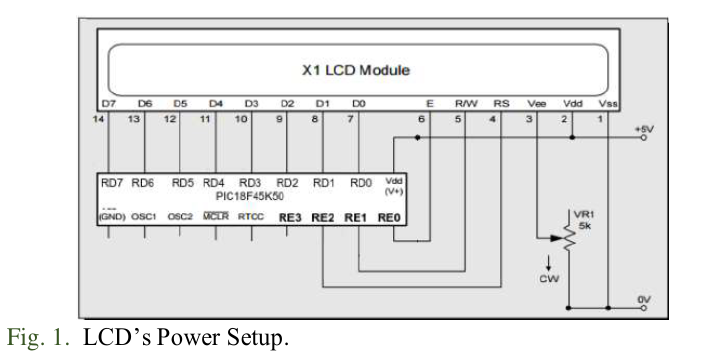 X1 LCD Module
D7 D6 D5 D4 D3 D2 D1 D0 E R/W RS Vee Vdd Vss
14 13 12 11 10 9 8 7 6 5 4 3 2 1
+5V
RD7 RD6 RD5 RD4 RD3 RD2 RD1 RD0 Vdd
(V+)
PIC18F45K50
(GND) OSC1 OSC2 MCLR RTCC RE3 RE2 RE1 RE0
VR1
5k
CW
0V
Fig. 1. LCD's Power Setup.